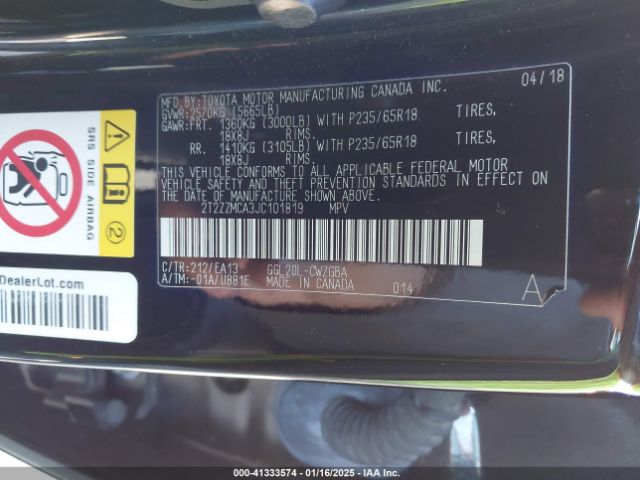 MFD.BY:TOYOTA MOTOR MANUFACTURING CANADA INC. 04/18
GVWR:2570KG (5665LB)
GAWR:FRT. 1360KG (3000LB) WITH P235/65R18 TIRES,
18X8J RIMS.
RR. 1410KG (3105LB) WITH P235/65R18 TIRES,
18X8J RIMS.
THIS VEHICLE CONFORMS TO ALL APPLICABLE FEDERAL MOTOR
VEHICLE SAFETY AND THEFT PREVENTION STANDARDS IN EFFECT ON
THE DATE OF MANUFACTURE SHOWN ABOVE.
2T2ZZMCA3JC101819 MPV
C/TR:212/EA13 GGL20L-CWZGBA
A/TM:-01A/U881E MADE IN CANADA 014 A
SRS SIDE AIRBAG
2
DealerLot.com
000-41333574 | 01/16/2025 - IAA Inc.